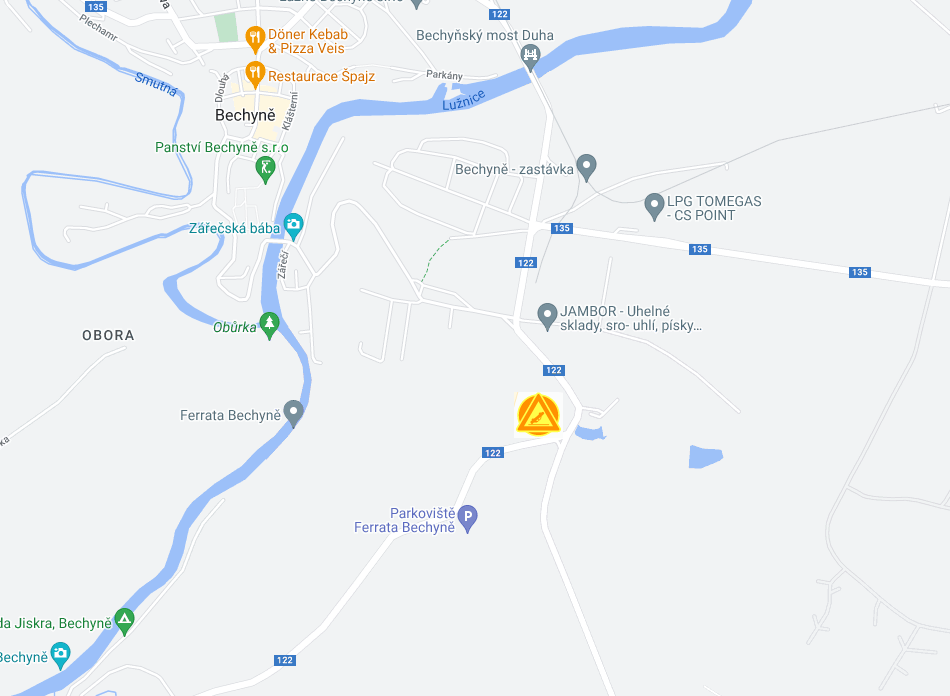 135
122
Plechamr
Döner Kebab
& Pizza Veis
Bechyňský most Duha
Smutná
Dlouhá
Restaurace Špajz
Parkány
Lužnice
Bechyně
Klášterní
Panství Bechyně s.r.o
Bechyně - zastávka
LPG TOMEGAS
- CS POINT
Zářečská bába
135
135
122
135
Zářečí
JAMBOR - Uhelné
sklady, sro- uhlí, písky...
Obůrka
OBORA
122
Ferrata Bechyně
122
Parkoviště
Ferrata Bechyně
P
da Jiskra, Bechyně
Bechyně
122